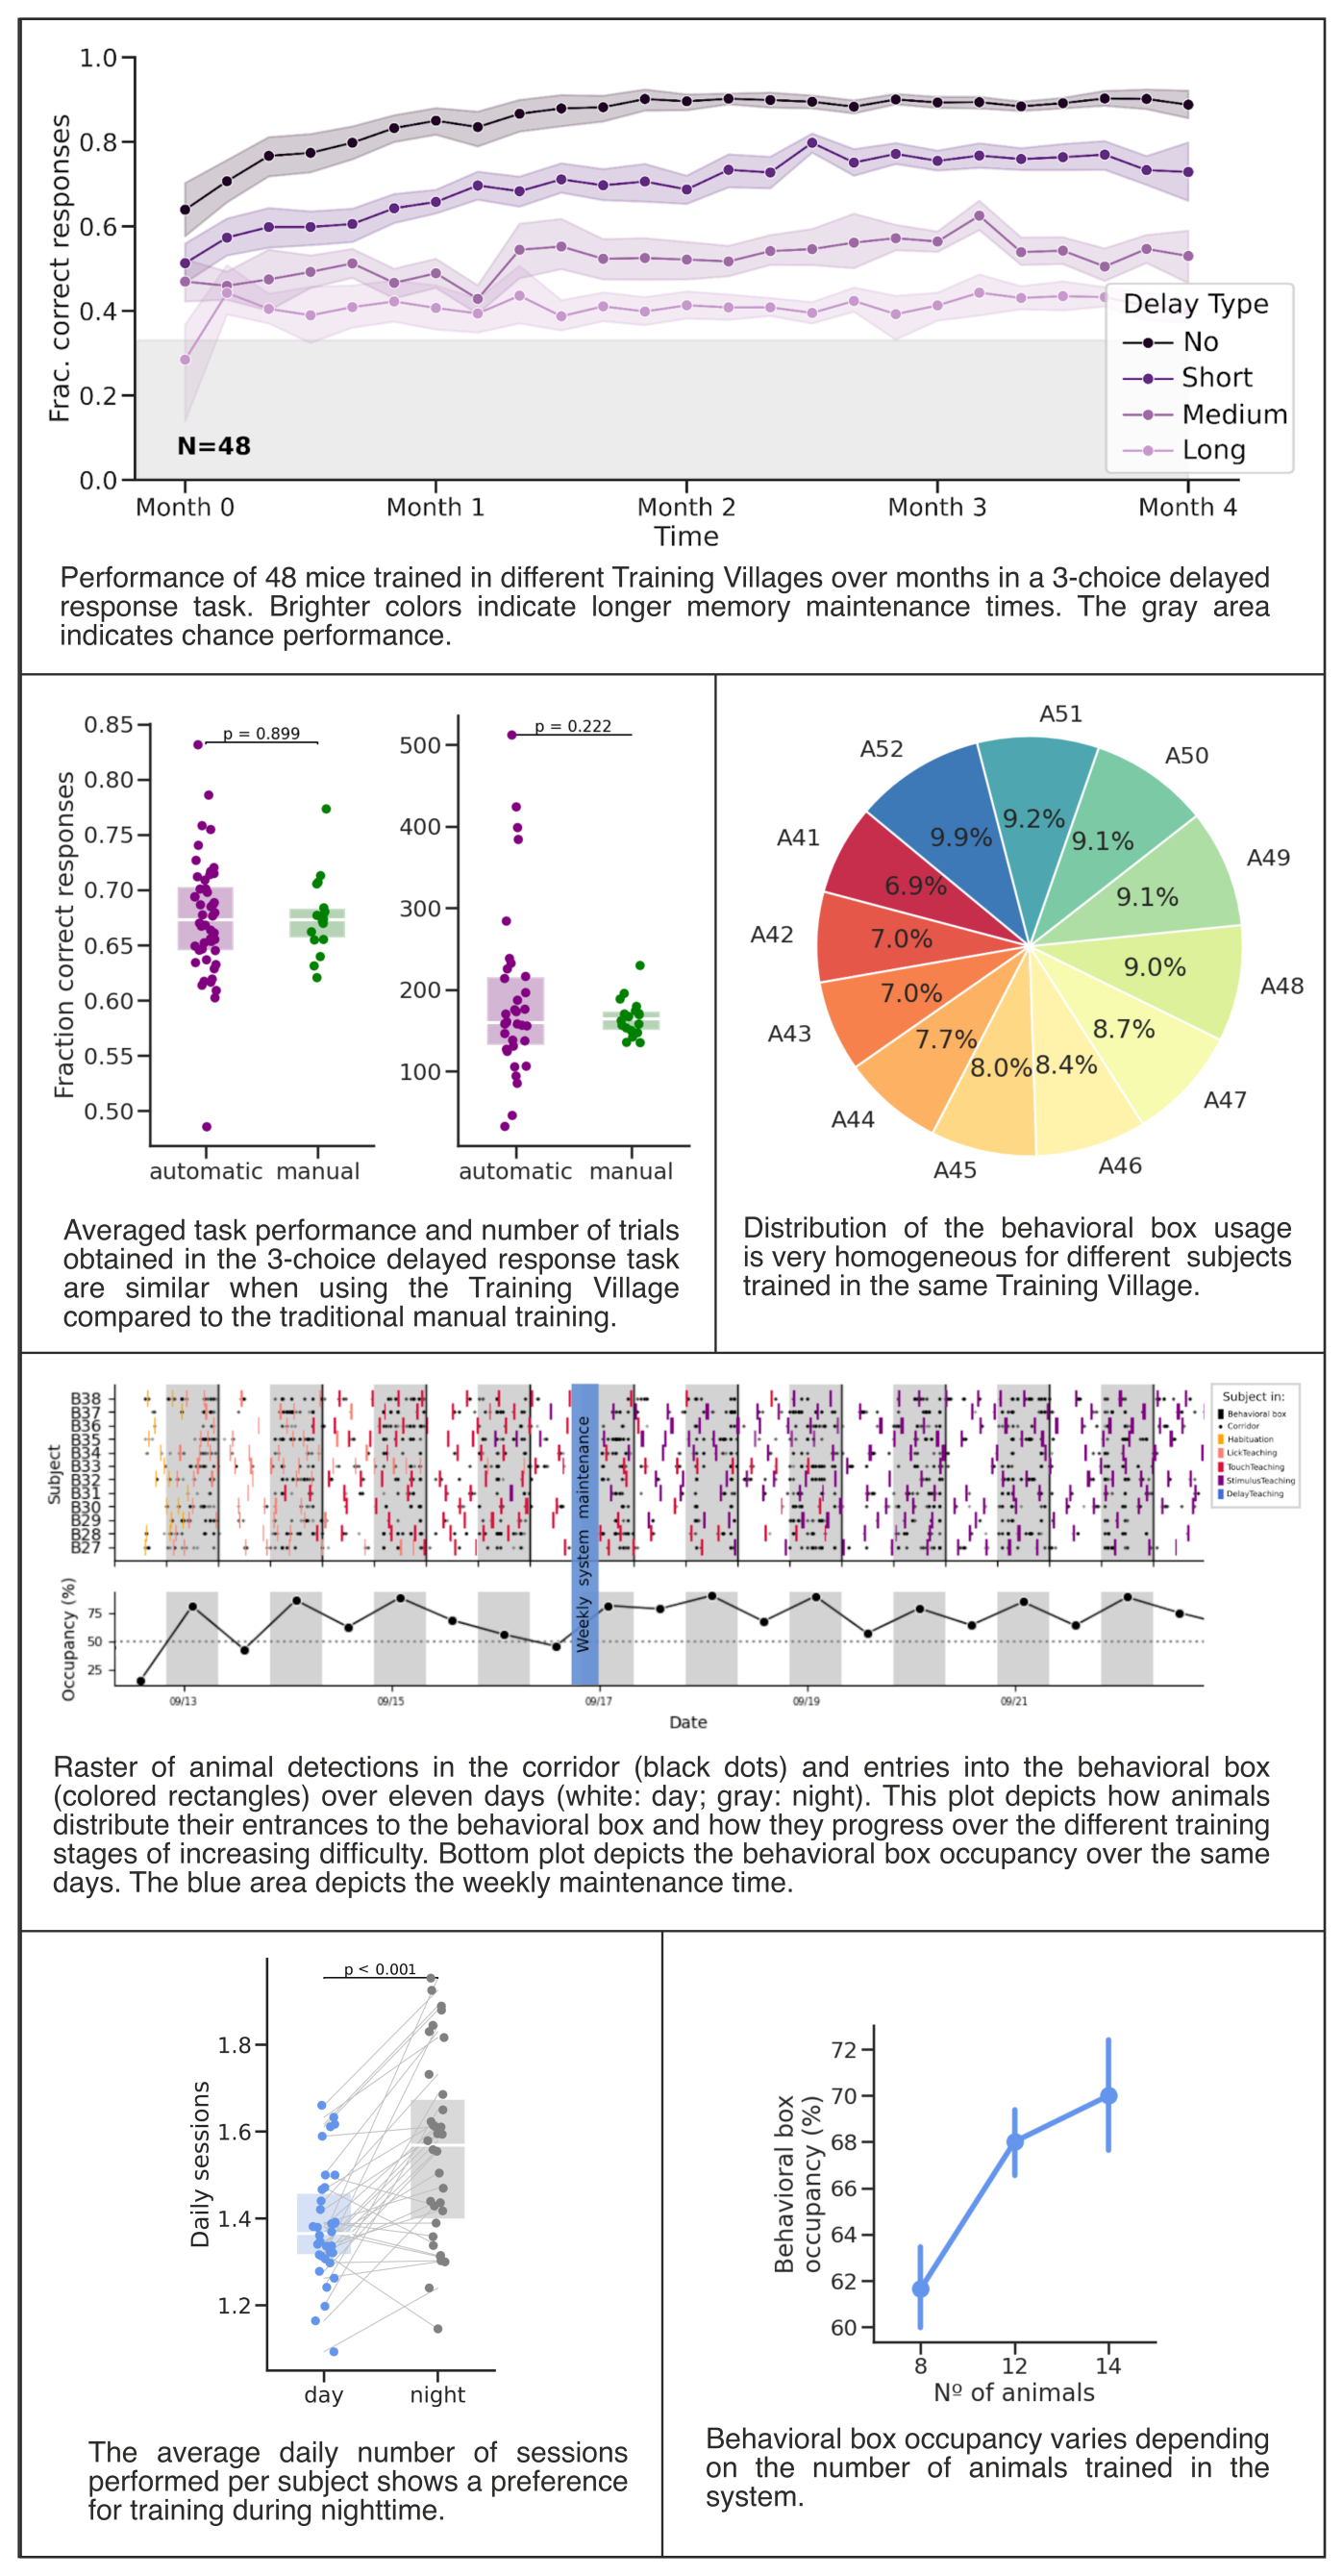 1.0
0.8
0.6
0.4
0.2
0.0
Frac. correct responses
N=48
Delay Type
No
Short
Medium
Long
Month 0 Month 1 Month 2 Month 3 Month 4
Time
Performance of 48 mice trained in different Training Villages over months in a 3-choice delayed
response task. Brighter colors indicate longer memory maintenance times. The gray area
indicates chance performance.
0.85
0.80
0.75
0.70
0.65
0.60
0.55
0.50
Fraction correct responses
p = 0.899
automatic manual
500
400
300
200
100
p = 0.222
automatic manual
Averaged task performance and number of trials
obtained in the 3-choice delayed response task
are similar when using the Training Village
compared to the traditional manual training.
A51
A52
A50
A41
A49
A42
A48
A43
A47
A44
A46
A45
9.2%
9.9%
9.1%
6.9%
9.1%
7.0%
9.0%
7.0%
8.7%
7.7%
8.0%
8.4%
Distribution of the behavioral box usage
is very homogeneous for different subjects
trained in the same Training Village.
Subject
B38
B37
B36
B35
B34
B33
B32
B31
B30
B29
B28
B27
Weekly system maintenance
Subject in:
Behavioral box
Corridor
Habituation
LickTeaching
TouchTeaching
StimulusTeaching
DelayTeaching
Occupancy (%)
75
50
25
09/13 09/15 09/17 09/19 09/21
Date
Raster of animal detections in the corridor (black dots) and entries into the behavioral box
(colored rectangles) over eleven days (white: day; gray: night). This plot depicts how animals
distribute their entrances to the behavioral box and how they progress over the different training
stages of increasing difficulty. Bottom plot depicts the behavioral box occupancy over the same
days. The blue area depicts the weekly maintenance time.
p < 0.001
1.8
1.6
1.4
1.2
Daily sessions
day night
The average daily number of sessions
performed per subject shows a preference
for training during nighttime.
72
70
68
66
64
62
60
Behavioral box
occupancy (%)
8 12 14
Nº of animals
Behavioral box occupancy varies depending
on the number of animals trained in the
system.